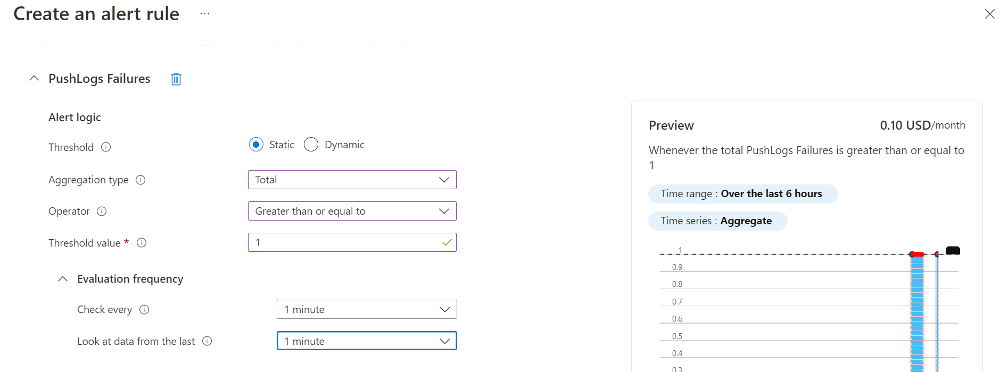 Create an alert rule ...
PushLogs Failures
Alert logic
Threshold
Static
Dynamic
Aggregation type
Total
Operator
Greater than or equal to
Threshold value *
1
Evaluation frequency
Check every
1 minute
Look at data from the last
1 minute
Preview
0.10 USD/month
Whenever the total PushLogs Failures is greater than or equal to
1
Time range : Over the last 6 hours
Time series : Aggregate
1
0.9
0.8
0.7
0.6
0.5
0.4
0.3